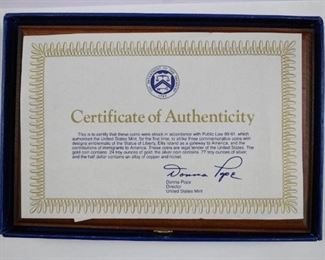 Certificate of Authenticity
This is to certify that these coins were struck in accordance with Public Law 99-61, which
authorized the United States Mint, for the first time, to strike three commemorative coins with
designs emblematic of the Statue of Liberty, Ellis Island as a gateway to America, and the
contributions of immigrants to America. These coins are legal tender of the United States. The
gold coin contains .24 troy ounces of gold, the silver coin contains .77 troy ounces of silver,
and the half dollar contains an alloy of copper and nickel.
Donna Pope
Donna Pope
Director
United States Mint